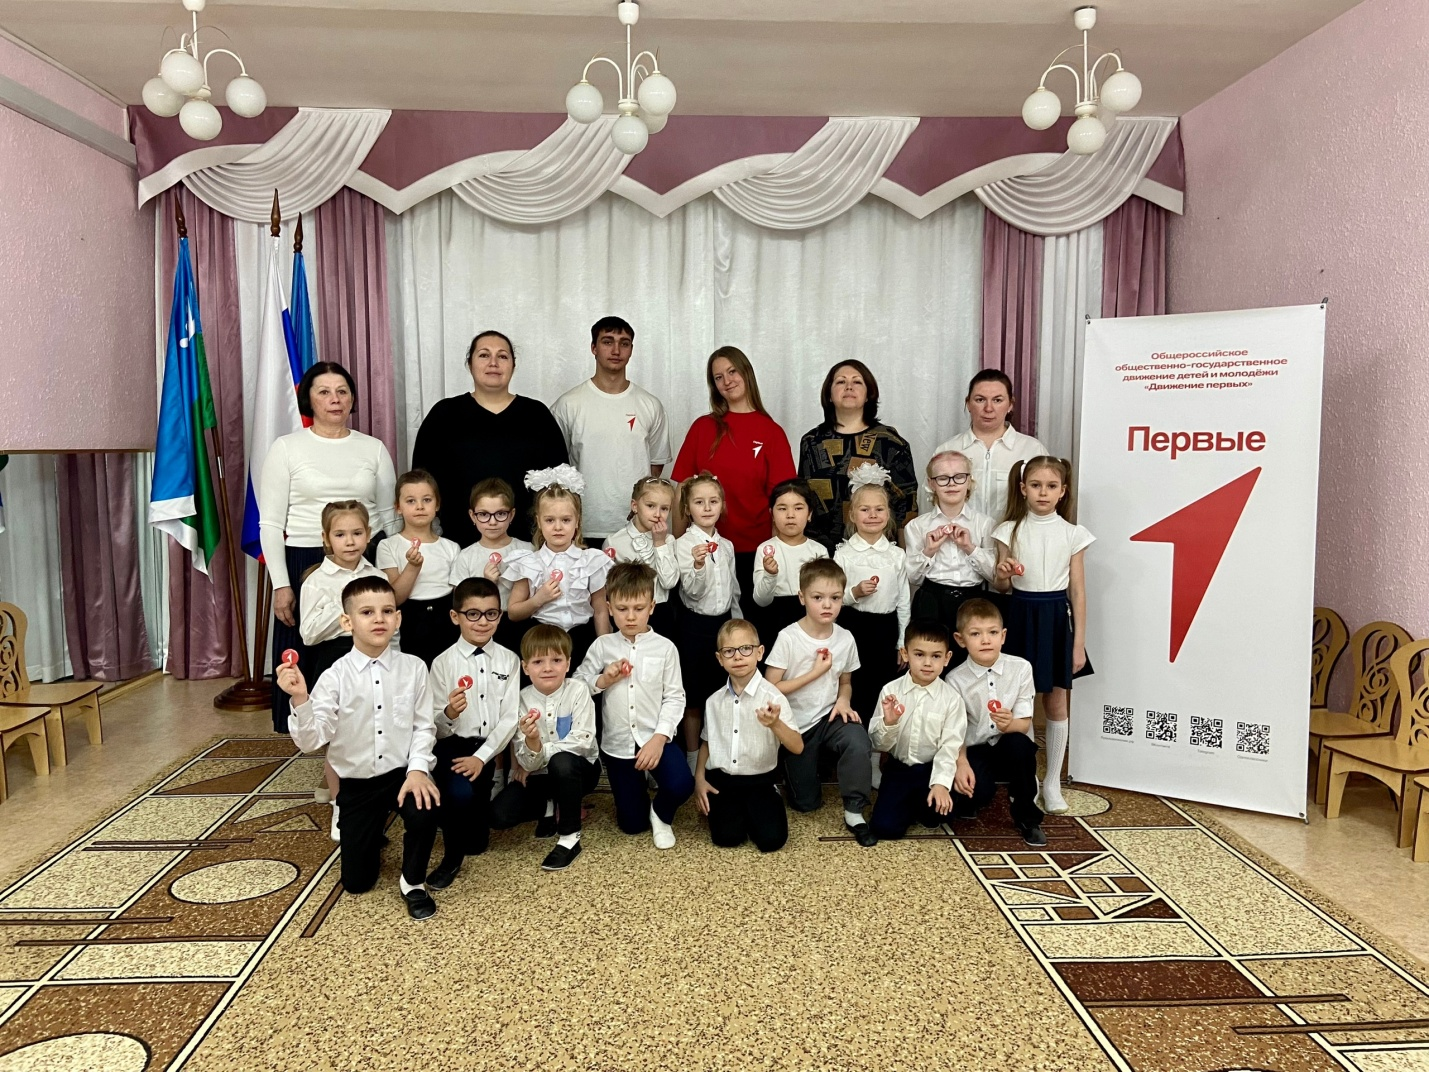 Общероссийское
общественно-государственное
движение детей и молодёжи
«Движение первых»
Первые